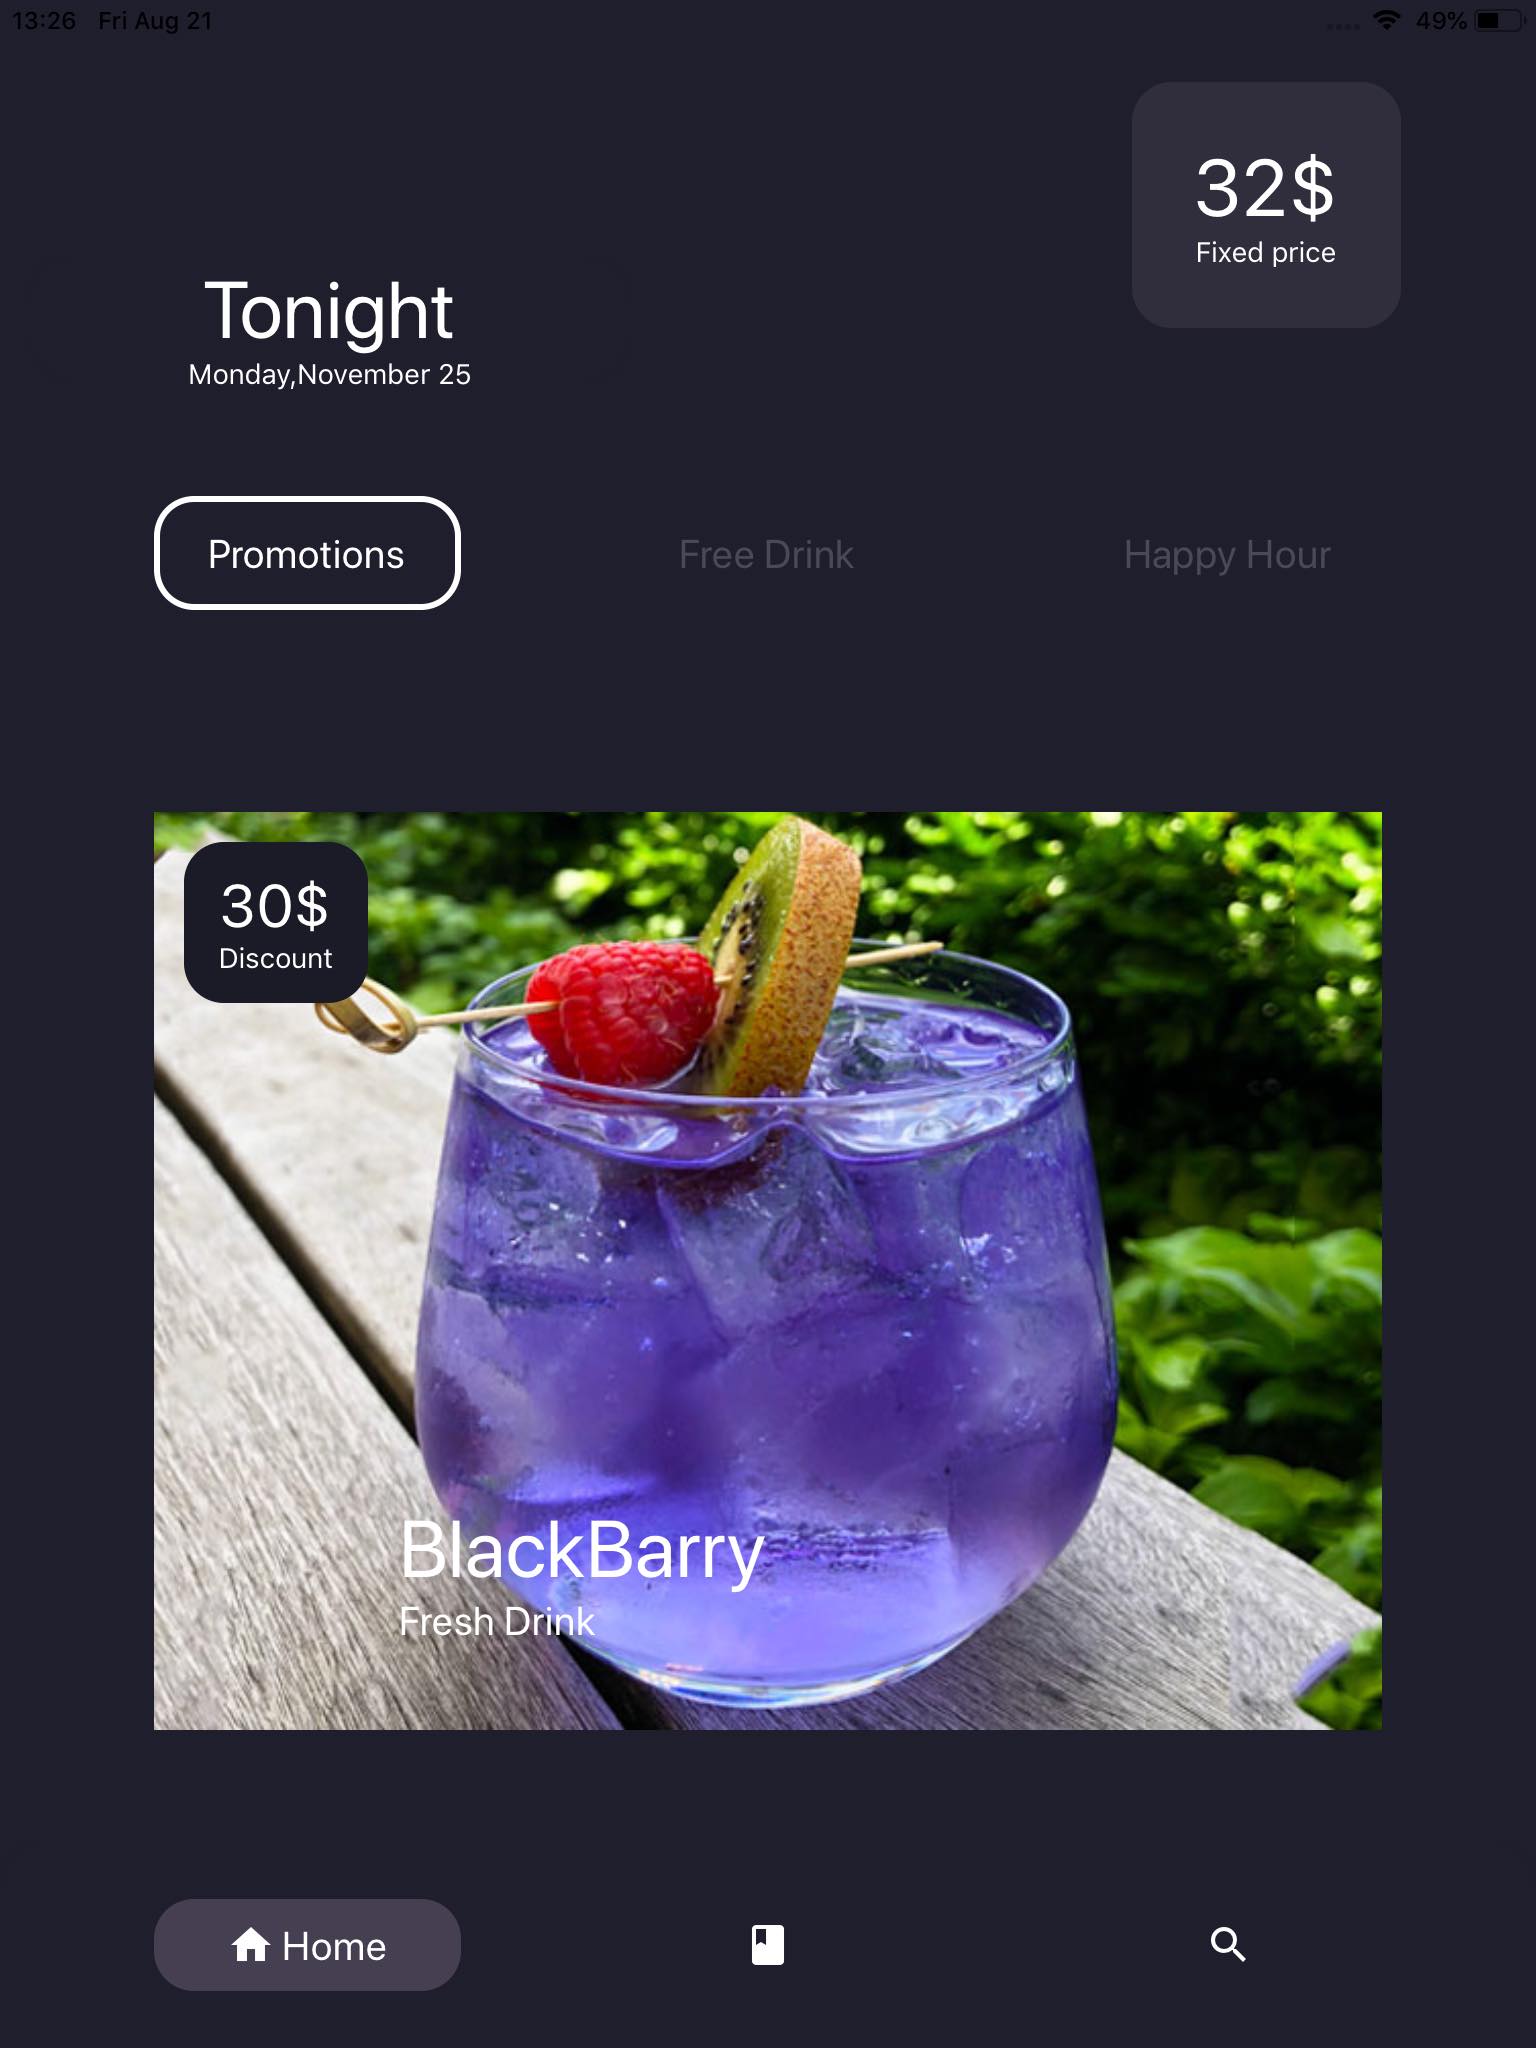 13:26 Fri Aug 21
49%
32$
Fixed price
Tonight
Monday,November 25
Promotions
Free Drink
Happy Hour
30$
Discount
BlackBarry
Fresh Drink
Home